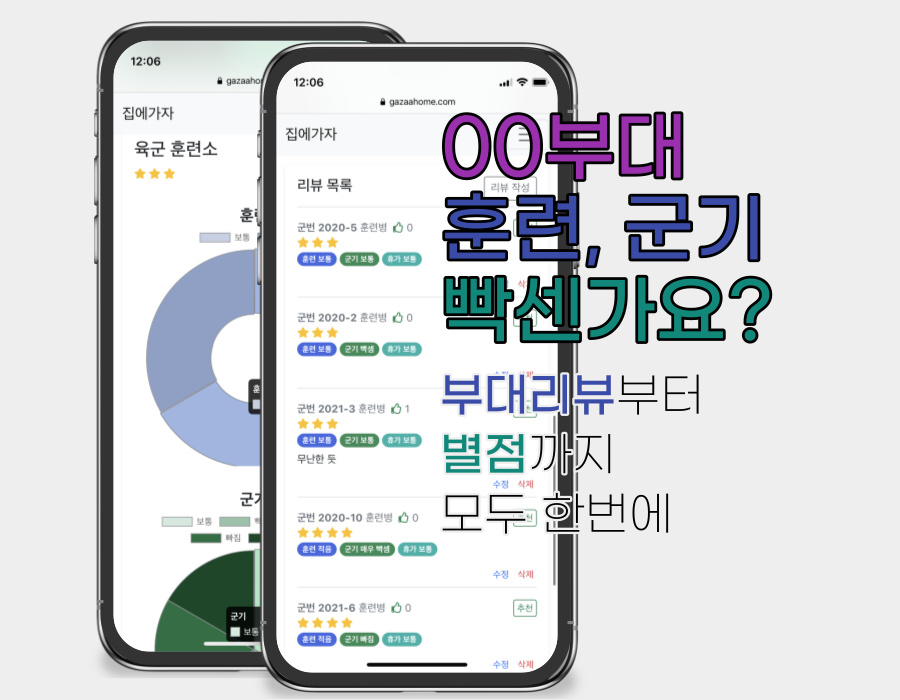 12:06
gazaaho
집에가자
육군 훈련소
보통
보통
빠짐
군기
보통
12:06
gazaahome.com
집에가자
리뷰 목록
리뷰 작성
군번 2020-5 훈련병 0
훈련 보통 군기 보통 휴가 보통
군번 2020-2 훈련병 0
훈련 보통 군기 빡셈 휴가 보통
군번 2021-3 훈련병 1
훈련 보통 군기 보통 휴가 보통
무난한 듯
수정 삭제
군번 2020-10 훈련병 0
훈련 적음 군기 매우 빡셈 휴가 보통
수정 삭제
군번 2021-6 훈련병 0
추천
훈련 적음 군기 빠짐 휴가 보통
수정 삭제
00부대
훈련, 군기
빡센가요?
부대리뷰부터
별점까지
모두 한번에